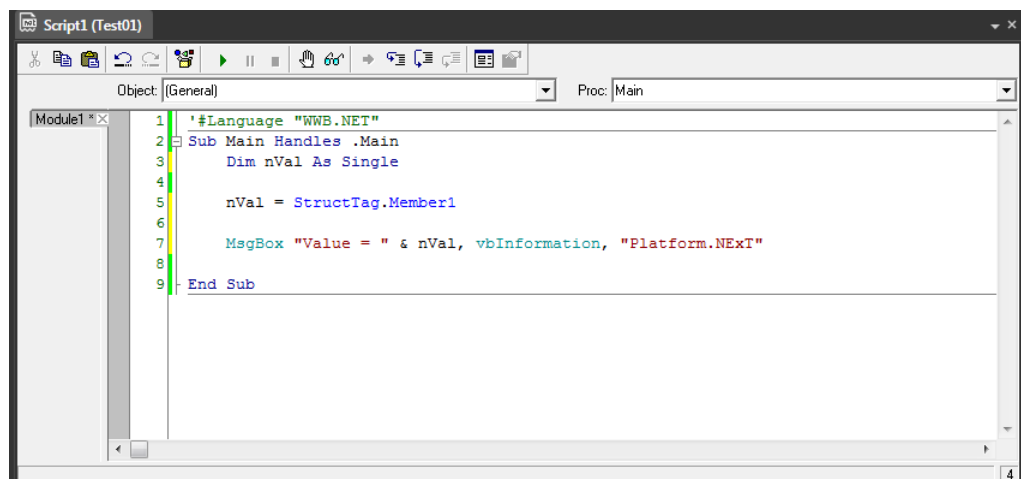 Script1 (Test01)
Object: (General) Proc: Main
Module1 *
1 '#Language "WWB.NET"
2 Sub Main Handles .Main
3 Dim nVal As Single
4
5 nVal = StructTag.Member1
6
7 MsgBox "Value = " & nVal, vbInformation, "Platform.NExT"
8
9 End Sub
4